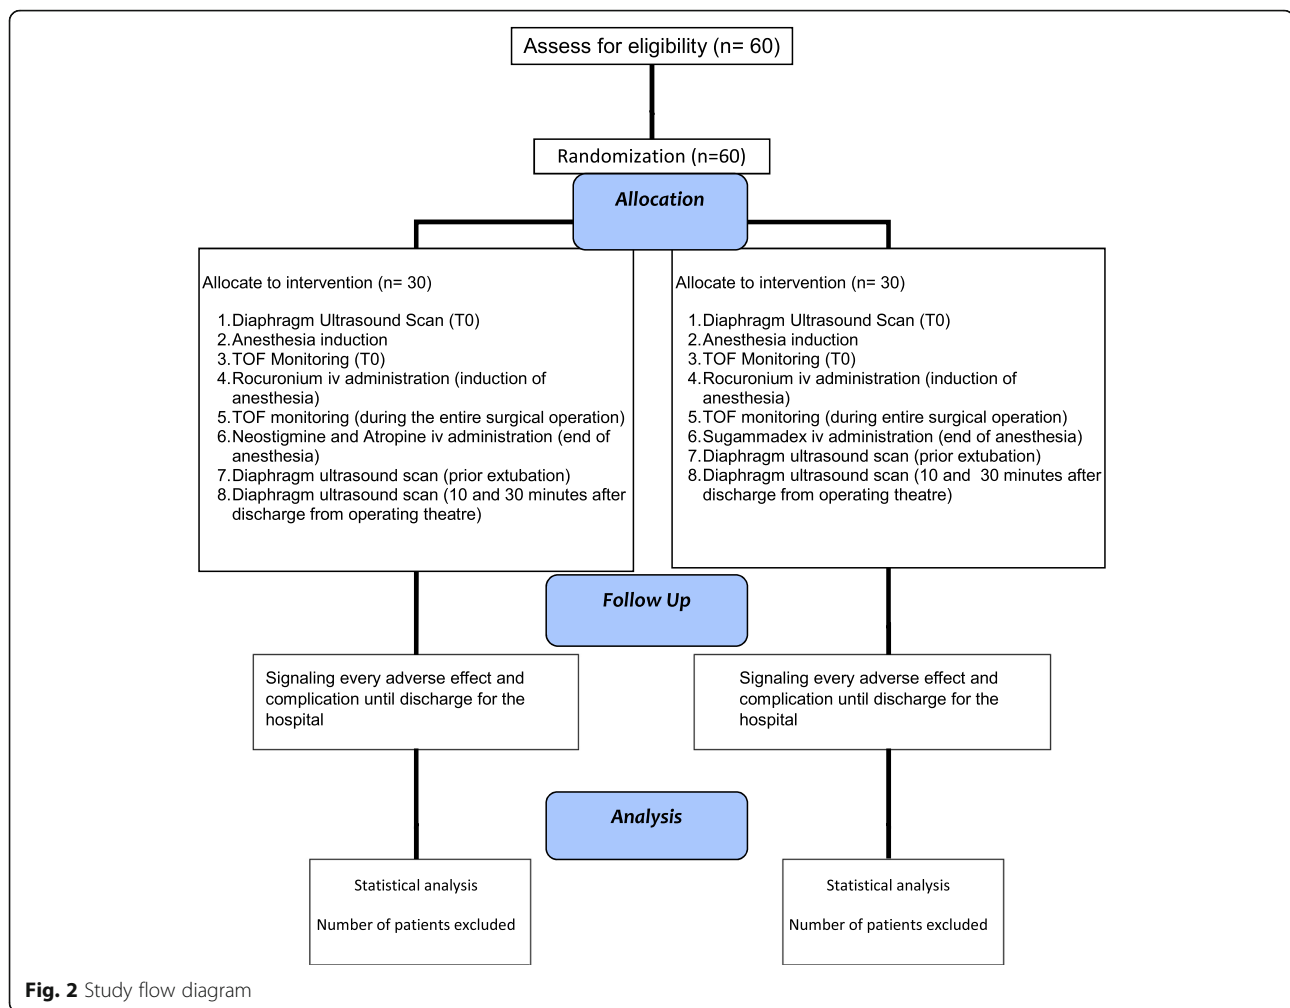 Assess for eligibility (n= 60)
Randomization (n=60)
Allocation
Allocate to intervention (n= 30)
1.Diaphragm Ultrasound Scan (T0)
2.Anesthesia induction
3.TOF Monitoring (T0)
4.Rocuronium iv administration (induction of
anesthesia)
5.TOF monitoring (during the entire surgical operation)
6.Neostigmine and Atropine iv administration (end of
anesthesia)
7.Diaphragm ultrasound scan (prior extubation)
8.Diaphragm ultrasound scan (10 and 30 minutes after
discharge from operating theatre)
Allocate to intervention (n= 30)
1.Diaphragm Ultrasound Scan (T0)
2.Anesthesia induction
3.TOF Monitoring (T0)
4.Rocuronium iv administration (induction of
anesthesia)
5.TOF monitoring (during entire surgical operation)
6.Sugammadex iv administration (end of anesthesia)
7.Diaphragm ultrasound scan (prior extubation)
8.Diaphragm ultrasound scan (10 and 30 minutes after
discharge from operating theatre)
Follow Up
Signaling every adverse effect and
complication until discharge for the
hospital
Signaling every adverse effect and
complication until discharge for the
hospital
Analysis
Statistical analysis
Number of patients excluded
Statistical analysis
Number of patients excluded
Fig. 2 Study flow diagram